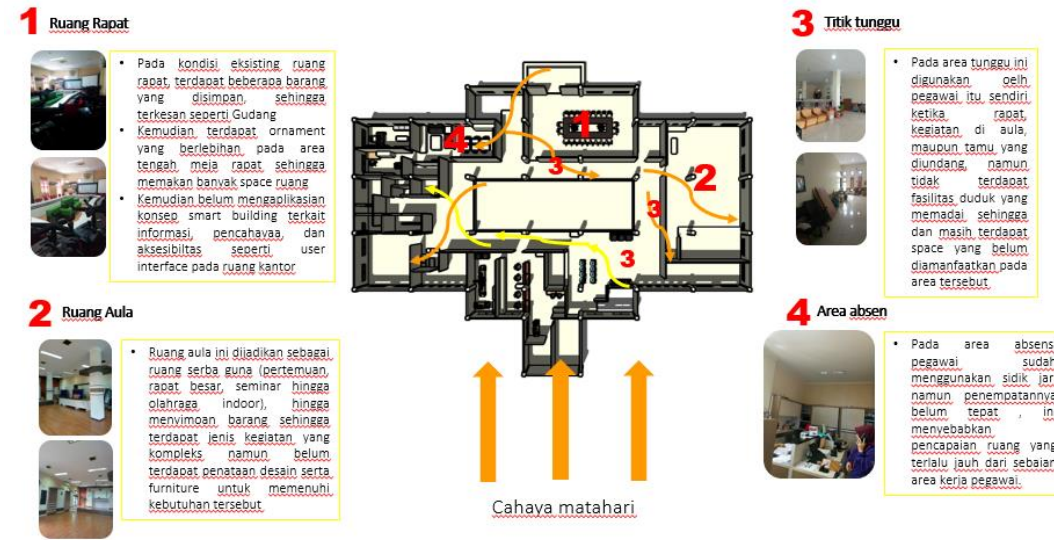 1 Ruang Rapat
• Pada kondisi eksisting ruang
rapat, terdapat beberapa barang
yang disimpan, sehingga
terkesan seperti Gudang
• Kemudian terdapat ornament
yang berlebihan pada area
tengah meja rapat sehingga
memakan banyak space ruang
• Kemudian belum mengaplikasian
konsep smart building terkait
informasi, pencahayaa, dan
aksesibiltas seperti user
interface pada ruang kantor
2 Ruang Aula
• Ruang aula ini dijadikan sebagai
ruang serba guna (pertemuan,
rapat besar, seminar hingga
olahraga indoor), hingga
menyimoan barang sehingga
terdapat jenis kegiatan yang
kompleks namun belum
terdapat penataan desain serta
furniture untuk memenuhi
kebutuhan tersebut
1
4
3
2
3
3
Cahaya matahari
3 Titik tunggu
• Pada area tunggu ini
digunakan oelh
pegawai itu sendiri
ketika rapat,
kegiatan di aula,
maupun tamu yang
diundang, namun
tidak terdapat
fasilitas duduk yang
memadai sehingga
dan masih terdapat
space yang belum
diamanfaatkan pada
area tersebut
4 Area absen
• Pada area absens
pegawai sudah
menggunakan sidik jar
namun penempatannya
belum tepat , in
menyebabkan
pencapaian ruang yang
terlalu jauh dari sebaian
area kerja pegawai.